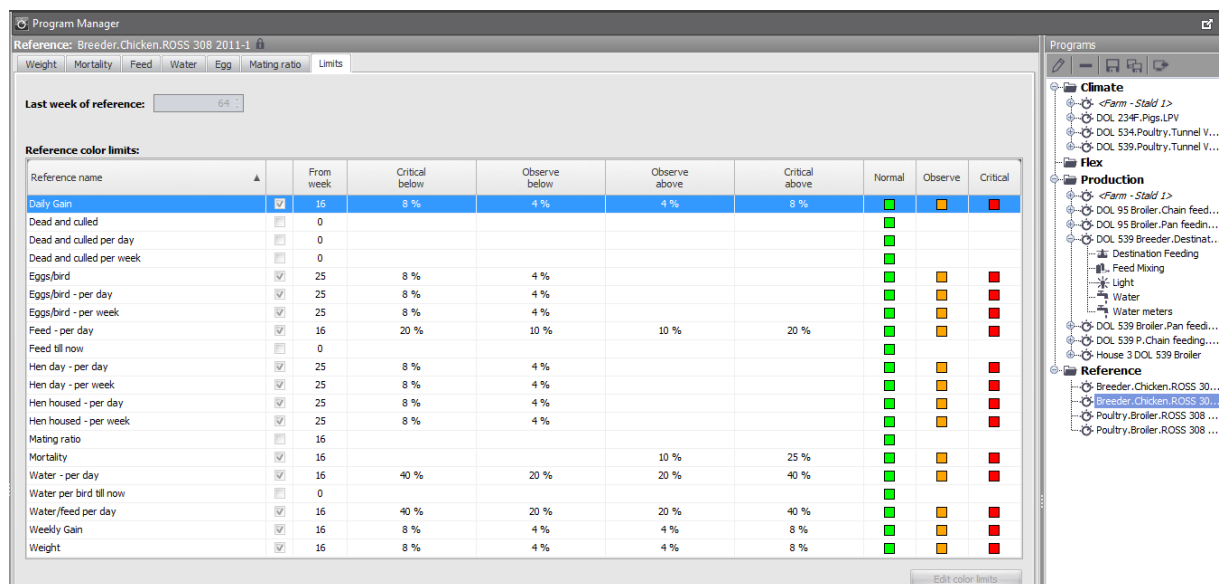 Program Manager
Reference: Breeder.Chicken.ROSS 308 2011-1
Weight Mortality Feed Water Egg Mating ratio Limits
Last week of reference: 64
Reference color limits:
Reference name From week Critical below Observe below Observe above Critical above Normal Observe Critical
Daily Gain 16 8 % 4 % 4 % 8 %
Dead and culled 0
Dead and culled per day 0
Dead and culled per week 0
Eggs/bird 25 8 % 4 %
Eggs/bird - per day 25 8 % 4 %
Eggs/bird - per week 25 8 % 4 %
Feed - per day 16 20 % 10 % 10 % 20 %
Feed till now 0
Hen day - per day 25 8 % 4 %
Hen day - per week 25 8 % 4 %
Hen housed - per day 25 8 % 4 %
Hen housed - per week 25 8 % 4 %
Mating ratio 16
Mortality 16 10 % 25 %
Water - per day 16 40 % 20 % 20 % 40 %
Water per bird till now 0
Water/feed per day 16 40 % 20 % 20 % 40 %
Weekly Gain 16 8 % 4 % 4 % 8 %
Weight 16 8 % 4 % 4 % 8 %
Edit color limits
Programs
Climate
<Farm - Stald 1>
DOL 234F.Pigs.LPV
DOL 534.Poultry.Tunnel V...
DOL 539.Poultry.Tunnel V...
Flex
Production
<Farm - Stald 1>
DOL 95 Broiler.Chain feed...
DOL 95 Broiler.Pan feedin...
DOL 539 Breeder.Destinat...
Destination Feeding
Feed Mixing
Light
Water
Water meters
DOL 539 Broiler.Pan feedi...
DOL 539 P.Chain feeding....
House 3 DOL 539 Broiler
Reference
Breeder.Chicken.ROSS 30...
Breeder.Chicken.ROSS 30...
Poultry.Broiler.ROSS 308 ...
Poultry.Broiler.ROSS 308 ...